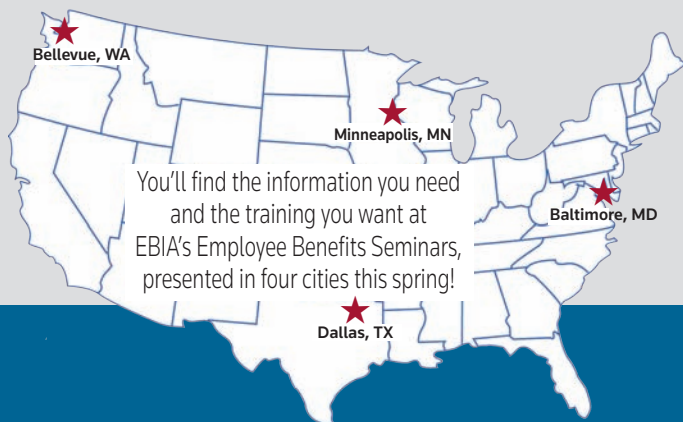 Bellevue, WA
Minneapolis, MN
You'll find the information you need
and the training you want at
EBIA's Employee Benefits Seminars,
presented in four cities this spring!
Baltimore, MD
Dallas, TX